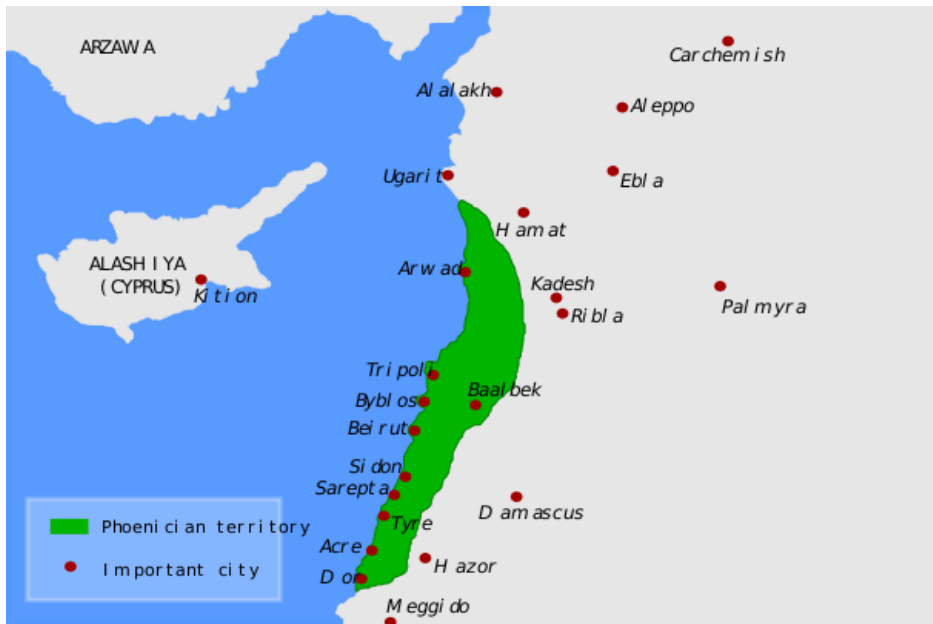 ARZAWA
Carchemish
Alalakh
Aleppo
Ugarit
Ebla
Hamat
ALASHIYA
(CYPRUS)
Kition
Arwad
Kadesh
Ribla
Palmyra
Tripoli
Baalbek
Byblos
Beirut
Sidon
Sarepta
Damascus
Tyre
Acre
Hazor
Dor
Meggido
Phoenician territory
Important city